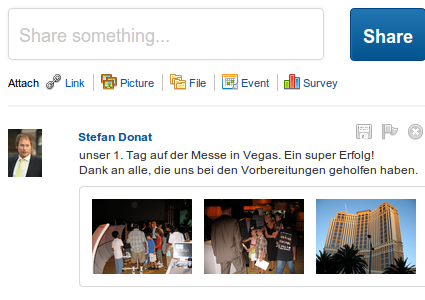 Share something...
Share
Attach Link Picture File Event Survey
Stefan Donat
unser 1. Tag auf der Messe in Vegas. Ein super Erfolg!
Dank an alle, die uns bei den Vorbereitungen geholfen haben.